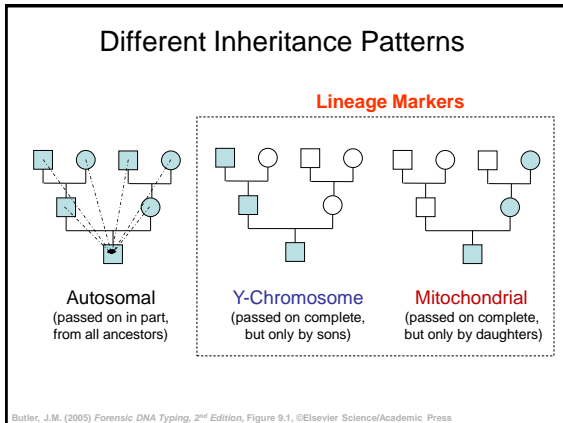 Different Inheritance Patterns
Lineage Markers
Autosomal
(passed on in part,
from all ancestors)
Y-Chromosome
(passed on complete,
but only by sons)
Mitochondrial
(passed on complete,
but only by daughters)
Butler, J.M. (2005) Forensic DNA Typing, 2nd Edition, Figure 9.1, ©Elsevier Science/Academic Press